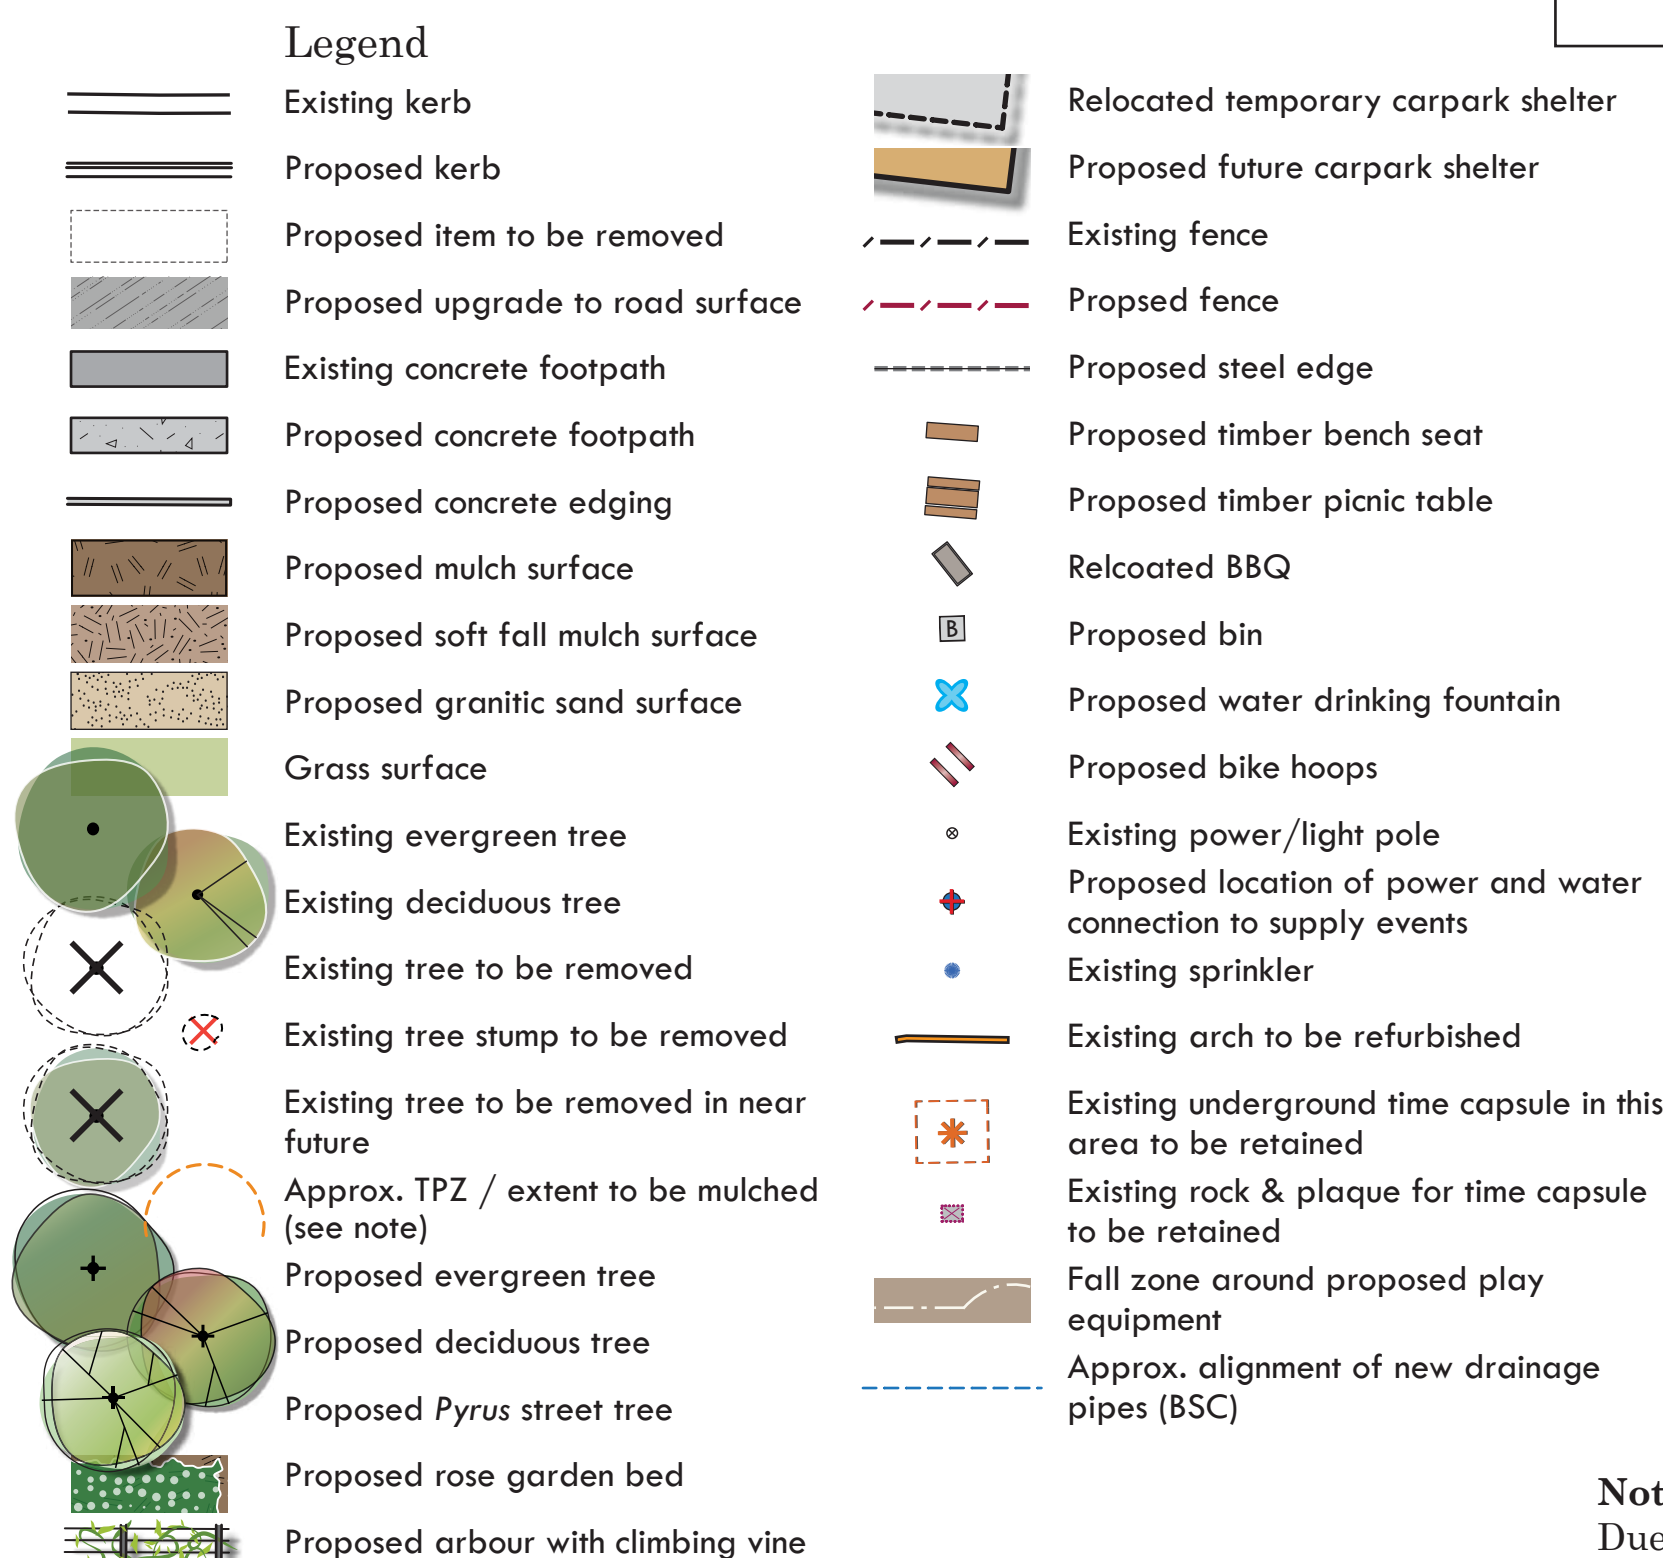 Legend
Existing kerb
Proposed kerb
Proposed item to be removed
Proposed upgrade to road surface
Existing concrete footpath
Proposed concrete footpath
Proposed concrete edging
Proposed mulch surface
Proposed soft fall mulch surface
Proposed granitic sand surface
Grass surface
Existing evergreen tree
Existing deciduous tree
Existing tree to be removed
Existing tree stump to be removed
Existing tree to be removed in near
future
Approx. TPZ / extent to be mulched
(see note)
Proposed evergreen tree
Proposed deciduous tree
Proposed Pyrus street tree
Proposed rose garden bed
Proposed arbour with climbing vine
Relocated temporary carpark shelter
Proposed future carpark shelter
Existing fence
Propsed fence
Proposed steel edge
Proposed timber bench seat
Proposed timber picnic table
Relcoated BBQ
B
Proposed bin
Proposed water drinking fountain
Proposed bike hoops
Existing power/light pole
Proposed location of power and water
connection to supply events
Existing sprinkler
Existing arch to be refurbished
Existing underground time capsule in this
area to be retained
Existing rock & plaque for time capsule
to be retained
Fall zone around proposed play
equipment
Approx. alignment of new drainage
pipes (BSC)
Not
Due